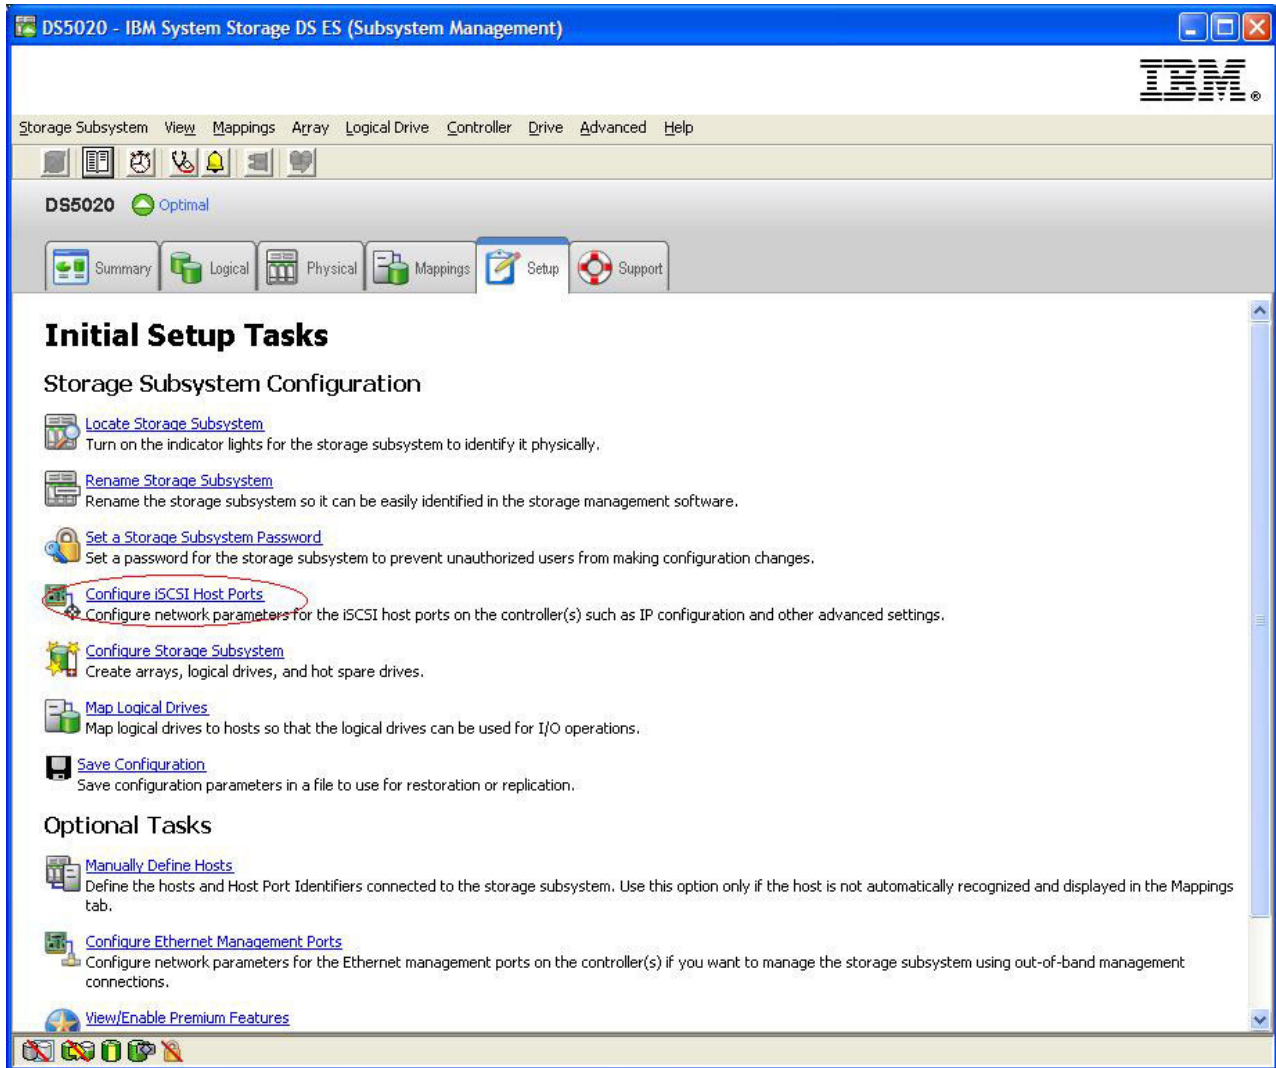 DS5020 - IBM System Storage DS ES (Subsystem Management)
IBM®
Storage Subsystem View Mappings Array Logical Drive Controller Drive Advanced Help
DS5020 Optimal
Summary Logical Physical Mappings Setup Support
Initial Setup Tasks
Storage Subsystem Configuration
Locate Storage Subsystem
Turn on the indicator lights for the storage subsystem to identify it physically.
Rename Storage Subsystem
Rename the storage subsystem so it can be easily identified in the storage management software.
Set a Storage Subsystem Password
Set a password for the storage subsystem to prevent unauthorized users from making configuration changes.
Configure iSCSI Host Ports
Configure network parameters for the iSCSI host ports on the controller(s) such as IP configuration and other advanced settings.
Configure Storage Subsystem
Create arrays, logical drives, and hot spare drives.
Map Logical Drives
Map logical drives to hosts so that the logical drives can be used for I/O operations.
Save Configuration
Save configuration parameters in a file to use for restoration or replication.
Optional Tasks
Manually Define Hosts
Define the hosts and Host Port Identifiers connected to the storage subsystem. Use this option only if the host is not automatically recognized and displayed in the Mappings
tab.
Configure Ethernet Management Ports
Configure network parameters for the Ethernet management ports on the controller(s) if you want to manage the storage subsystem using out-of-band management
connections.
View/Enable Premium Features